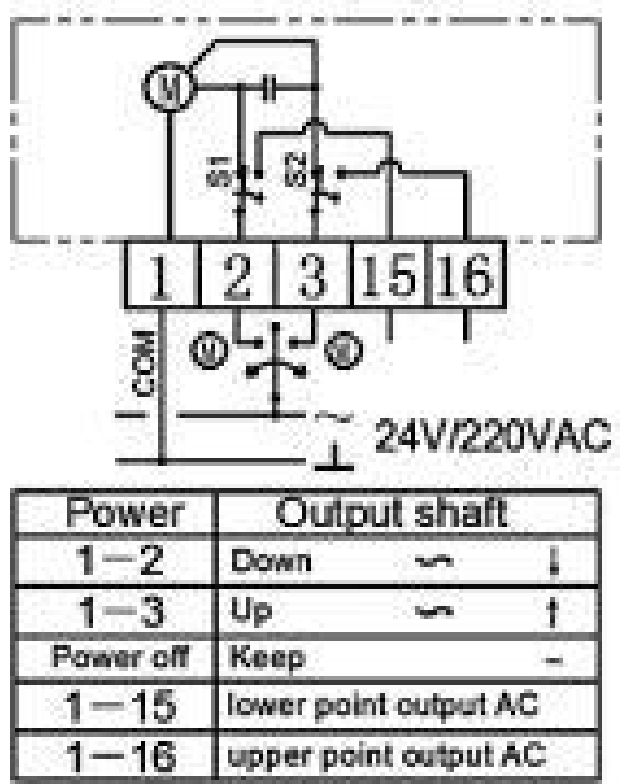 M
S1
S2
1 2 3 15 16
COM
24V/220VAC
Power Output shaft
1—2 Down ↓
1—3 Up ↑
Power off Keep -
1—15 lower point output AC
1—16 upper point output AC